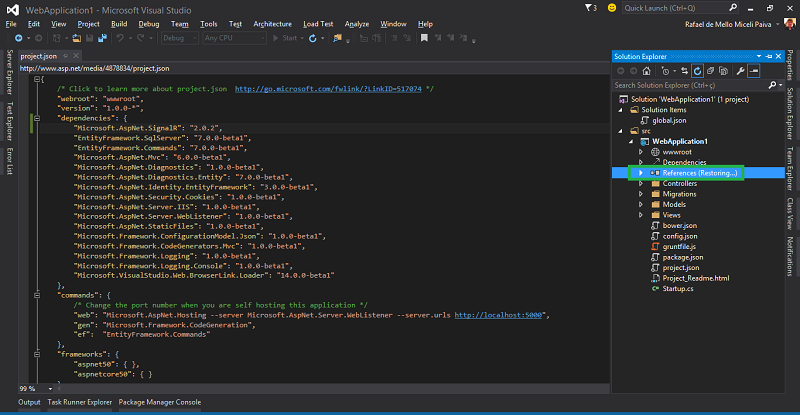 WebApplication1 - Microsoft Visual Studio
3
Quick Launch (Ctrl+Q)
File Edit View Project Build Debug Team Tools Test Architecture Load Test Analyze Window Help
Rafael de Mello Miceli Paiva
Debug Any CPU Start
project.json
http://www.asp.net/media/4878834/project.json
{
/* Click to learn more about project.json http://go.microsoft.com/fwlink/?LinkID=517074 */
"webroot": "wwwroot",
"version": "1.0.0-*",
"dependencies": {
"Microsoft.AspNet.SignalR": "2.0.2",
"EntityFramework.SqlServer": "7.0.0-beta1",
"EntityFramework.Commands": "7.0.0-beta1",
"Microsoft.AspNet.Mvc": "6.0.0-beta1",
"Microsoft.AspNet.Diagnostics": "1.0.0-beta1",
"Microsoft.AspNet.Diagnostics.Entity": "7.0.0-beta1",
"Microsoft.AspNet.Identity.EntityFramework": "3.0.0-beta1",
"Microsoft.AspNet.Security.Cookies": "1.0.0-beta1",
"Microsoft.AspNet.Server.IIS": "1.0.0-beta1",
"Microsoft.AspNet.Server.WebListener": "1.0.0-beta1",
"Microsoft.AspNet.StaticFiles": "1.0.0-beta1",
"Microsoft.Framework.ConfigurationModel.Json": "1.0.0-beta1",
"Microsoft.Framework.CodeGenerators.Mvc": "1.0.0-beta1",
"Microsoft.Framework.Logging": "1.0.0-beta1",
"Microsoft.Framework.Logging.Console": "1.0.0-beta1",
"Microsoft.VisualStudio.Web.BrowserLink.Loader": "14.0.0-beta1"
},
"commands": {
/* Change the port number when you are self hosting this application */
"web": "Microsoft.AspNet.Hosting --server Microsoft.AspNet.Server.WebListener --server.urls http://localhost:5000",
"gen": "Microsoft.Framework.CodeGeneration",
"ef": "EntityFramework.Commands"
},
"frameworks": {
"aspnet50": { },
"aspnetcore50": { }
99 %
Output Task Runner Explorer Package Manager Console
Server Explorer
Test Explorer
Error List
Solution Explorer
Search Solution Explorer (Ctrl+ç)
Solution 'WebApplication1' (1 project)
Solution Items
global.json
src
WebApplication1
wwwroot
Dependencies
References (Restoring...)
Controllers
Migrations
Models
Views
bower.json
config.json
gruntfile.js
package.json
project.json
Project_Readme.html
Startup.cs
Properties
Solution Explorer
Team Explorer
Class View
Notifications